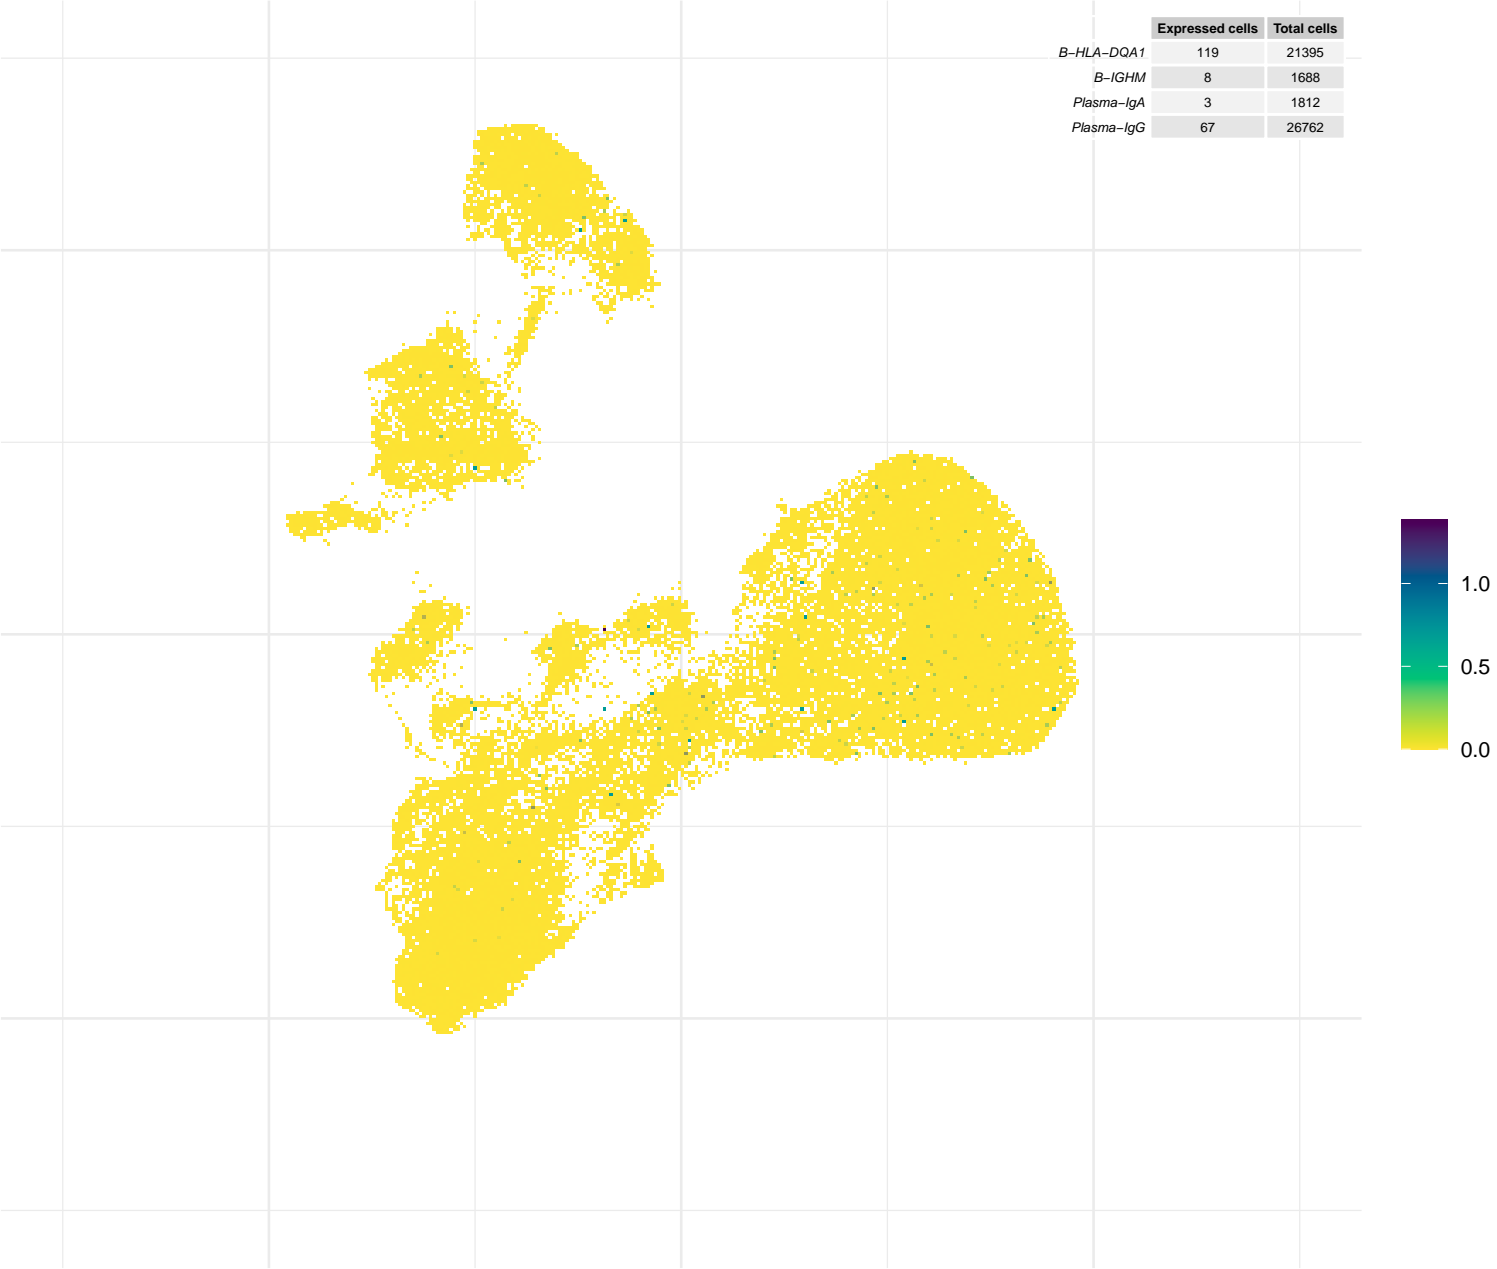 Expressed cells Total cells
B−HLA−DQA1 119 21395
B−IGHM 8 1688
Plasma−IgA 3 1812
Plasma−IgG 67 26762
1.0
0.5
0.0